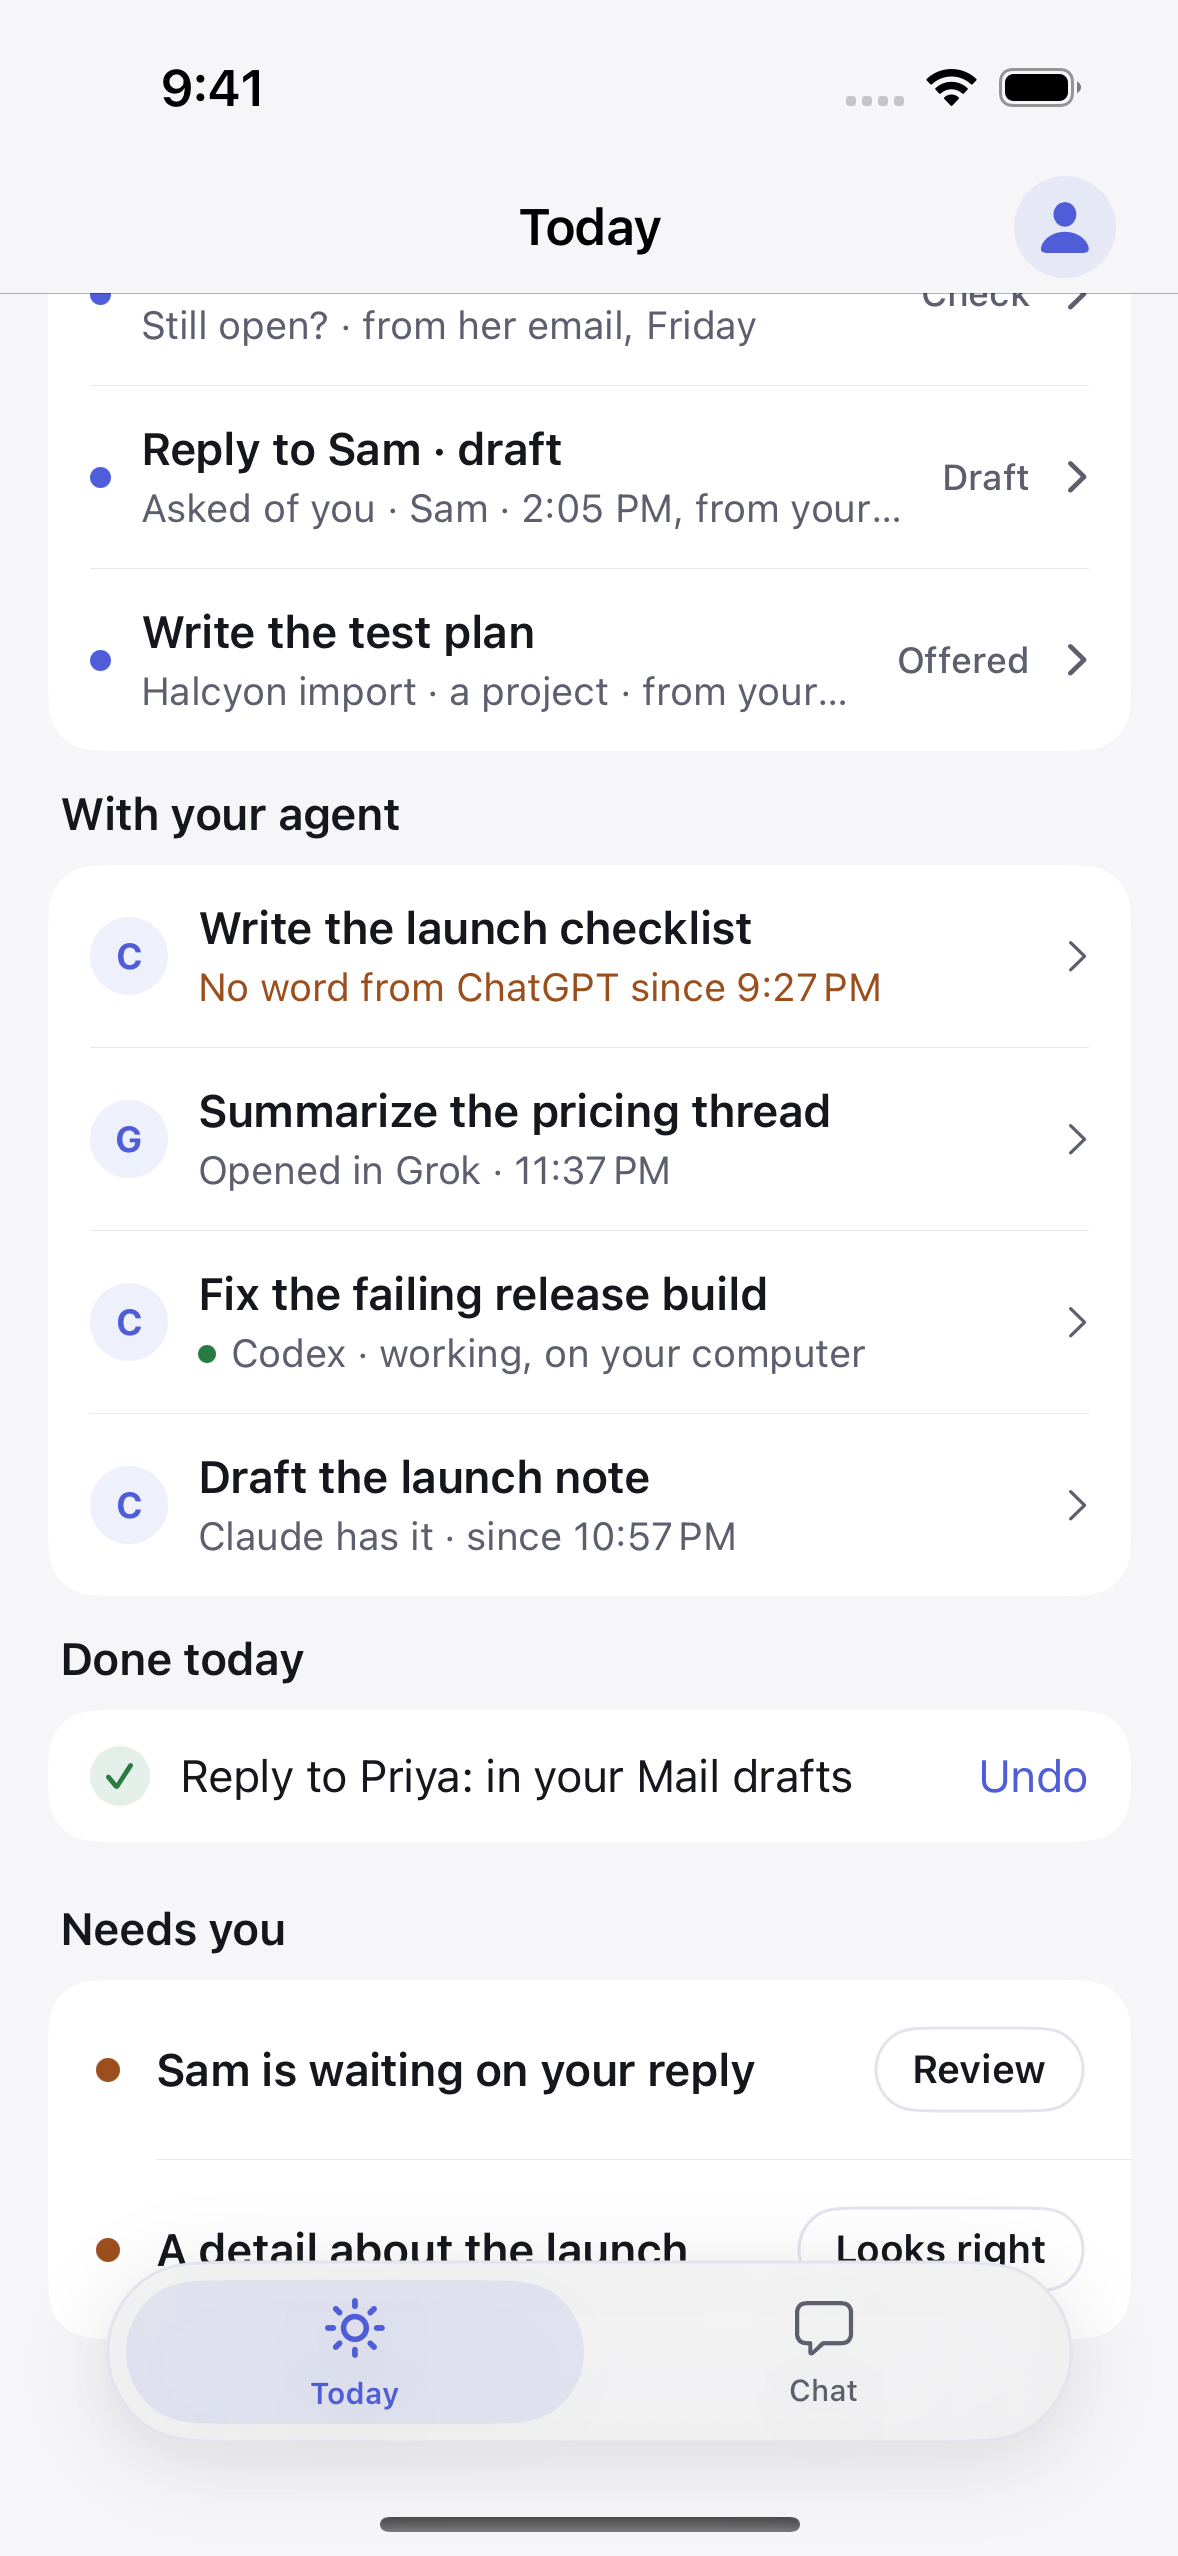 9:41
Today
Check
Still open? · from her email, Friday
Reply to Sam · draft
Asked of you · Sam · 2:05 PM, from your...
Draft
Write the test plan
Halcyon import · a project · from your...
Offered
With your agent
C
Write the launch checklist
No word from ChatGPT since 9:27 PM
G
Summarize the pricing thread
Opened in Grok · 11:37 PM
C
Fix the failing release build
Codex · working, on your computer
C
Draft the launch note
Claude has it · since 10:57 PM
Done today
Reply to Priya: in your Mail drafts
Undo
Needs you
Sam is waiting on your reply
Review
A detail about the launch
Looks right
Today
Chat